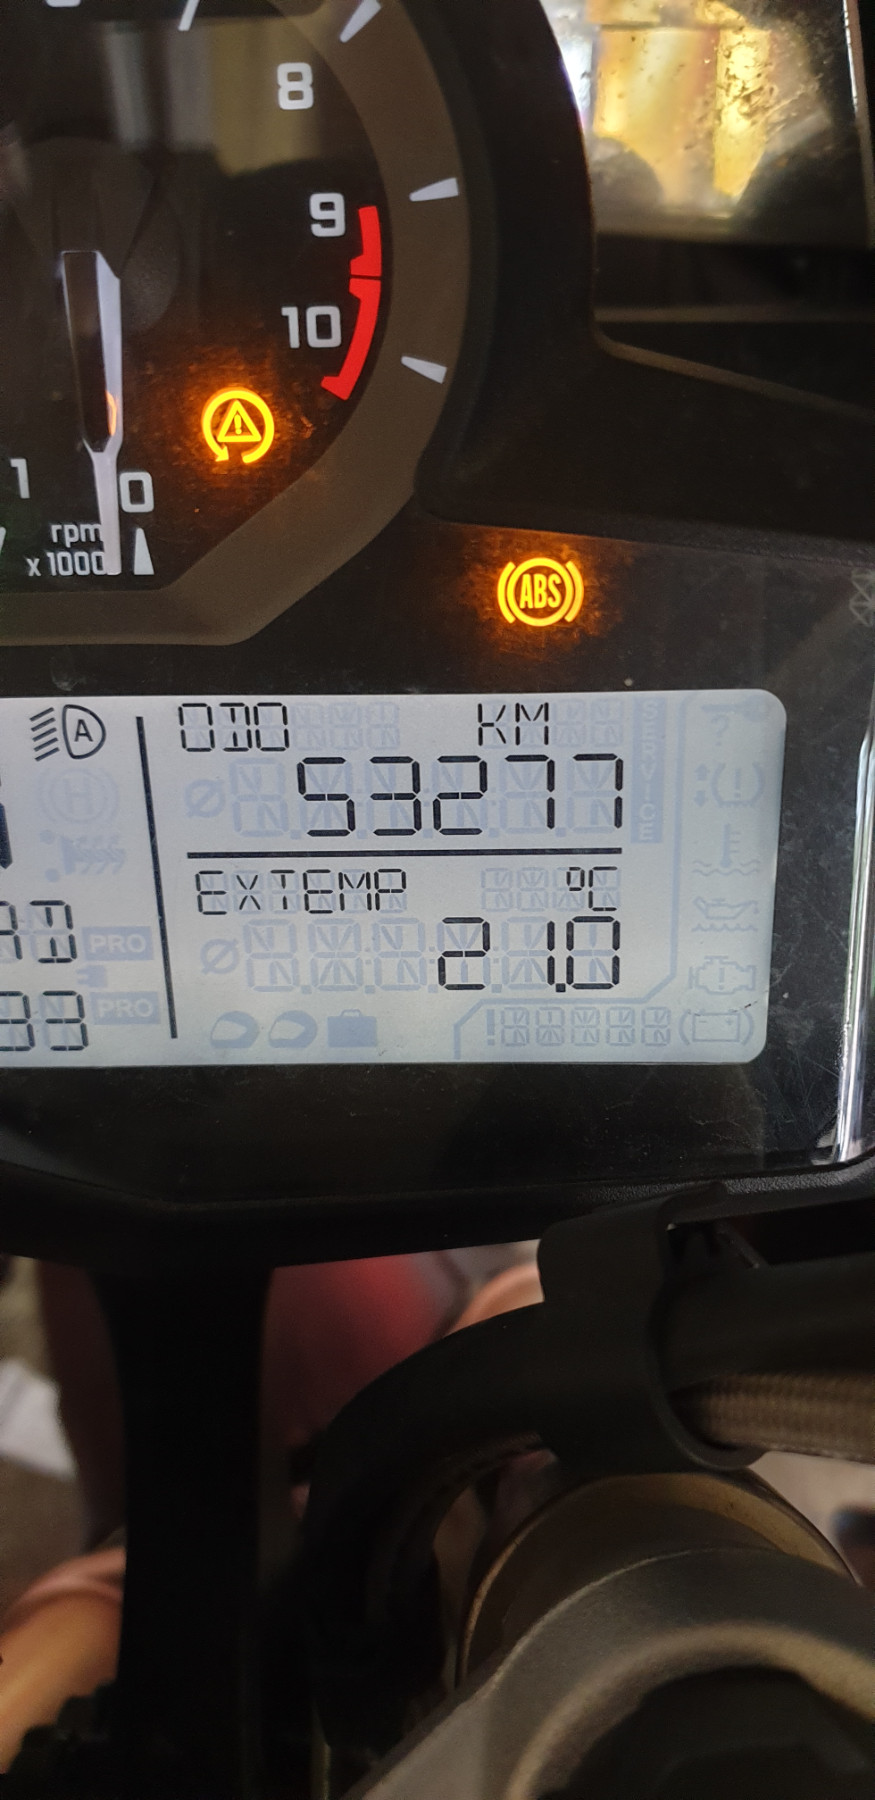 8
9
10
1
0
rpm
x 1000
ABS
A
ODO KM
53277
SERVICE
EXTEMP °C
21.0
PRO
PRO